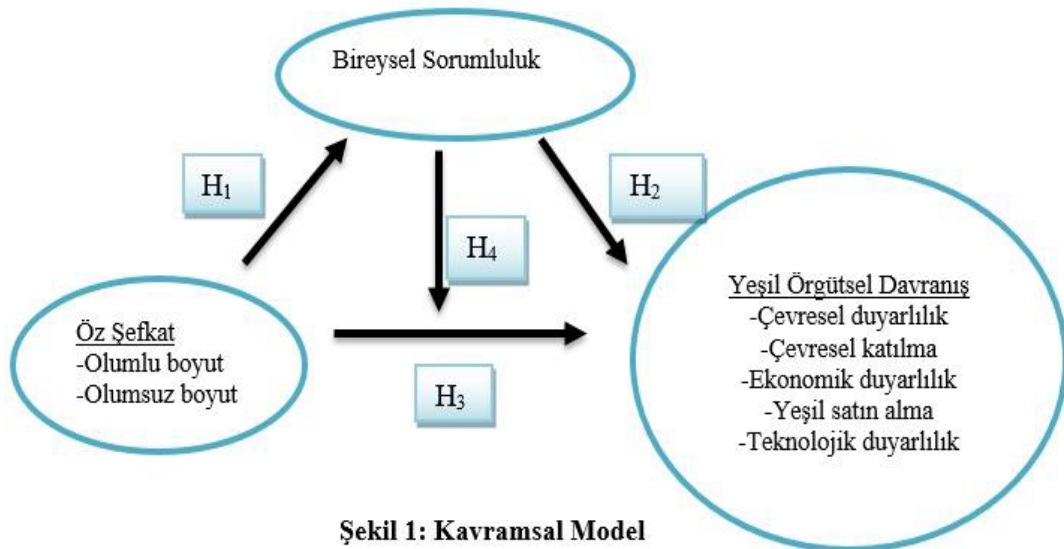 Bireysel Sorumluluk
H₁
H₂
H₄
Öz Şefkat
-Olumlu boyut
-Olumsuz boyut
H₃
Yeşil Örgütsel Davranış
-Çevresel duyarlılık
-Çevresel katılma
-Ekonomik duyarlılık
-Yeşil satın alma
-Teknolojik duyarlılık
Şekil 1: Kavramsal Model